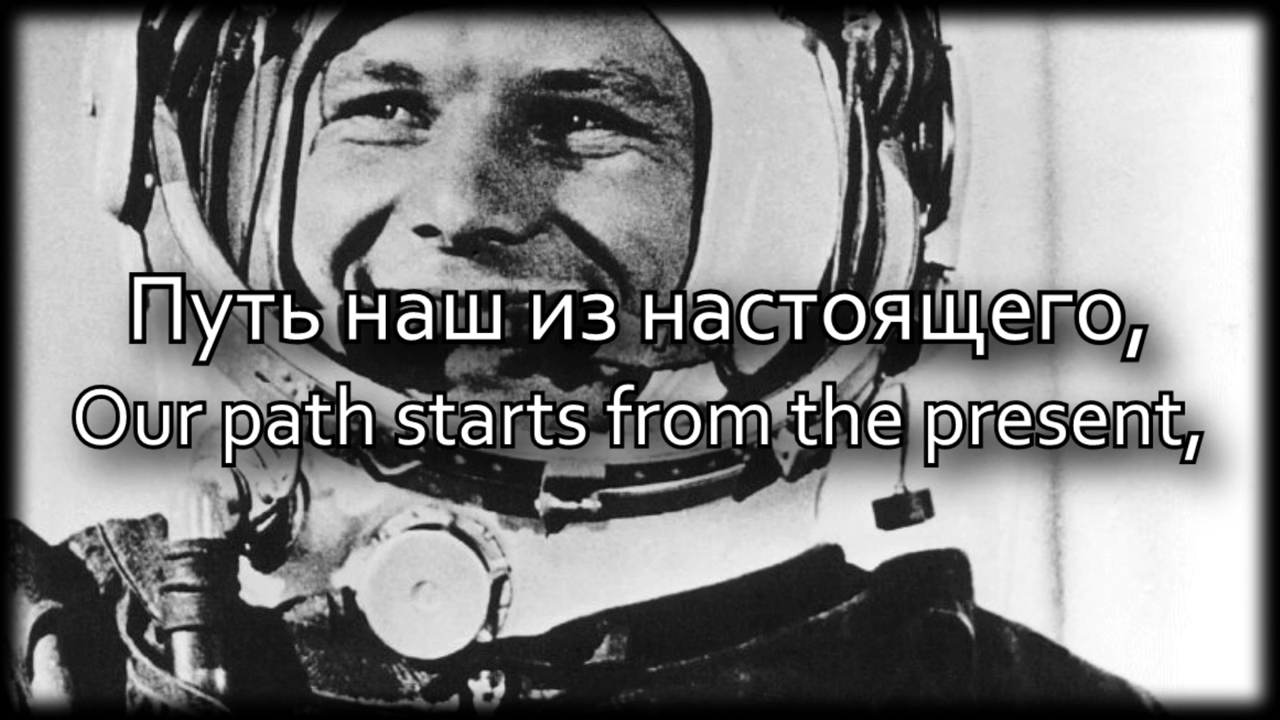 Путь наш из настоящего,
Our path starts from the present,